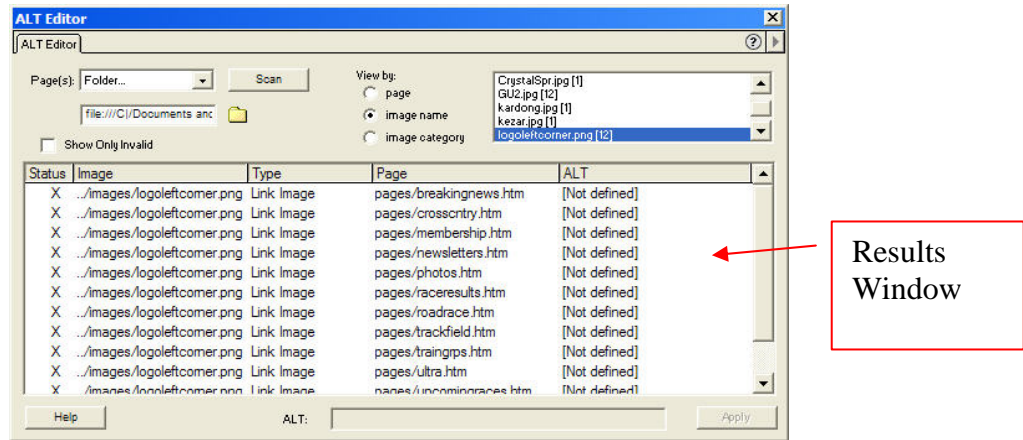 ALT Editor
ALT Editor
Page(s): Folder... Scan
file:///C|/Documents and
Show Only Invalid
View by:
page
image name
image category
CrystalSpr.jpg [1]
GU2.jpg [12]
kardong.jpg [1]
kezar.jpg [1]
logoleftcorner.png [12]
Status Image Type Page ALT
X ../images/logoleftcorner.png Link Image pages/breakingnews.htm [Not defined]
X ../images/logoleftcorner.png Link Image pages/crosscntry.htm [Not defined]
X ../images/logoleftcorner.png Link Image pages/membership.htm [Not defined]
X ../images/logoleftcorner.png Link Image pages/newsletters.htm [Not defined]
X ../images/logoleftcorner.png Link Image pages/photos.htm [Not defined]
X ../images/logoleftcorner.png Link Image pages/raceresults.htm [Not defined]
X ../images/logoleftcorner.png Link Image pages/roadrace.htm [Not defined]
X ../images/logoleftcorner.png Link Image pages/trackfield.htm [Not defined]
X ../images/logoleftcorner.png Link Image pages/traingrps.htm [Not defined]
X ../images/logoleftcorner.png Link Image pages/ultra.htm [Not defined]
X ../images/logoleftcorner.png Link Image pages/upcomingraces.htm [Not defined]
Help ALT: Apply
Results
Window